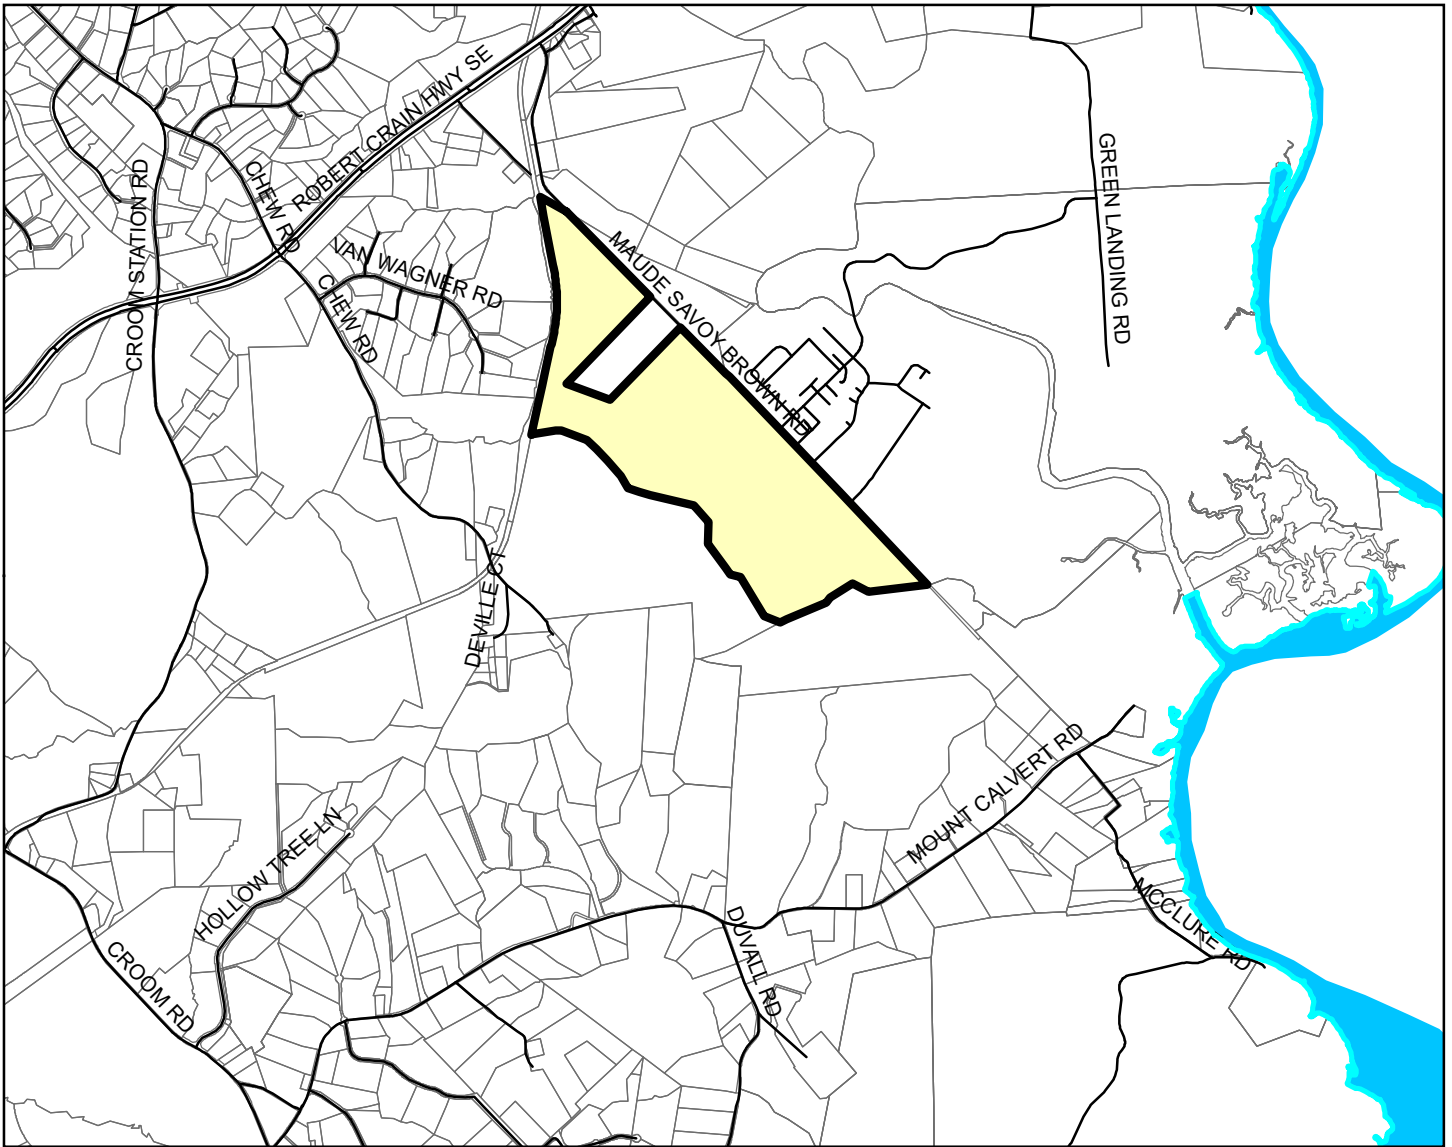 ROBERT CRAIN HWY SE
CROOM STATION RD
CHEW RD
GREEN LANDING RD
VAN WAGNER RD
MAUDE SAVOY BROWN RD
CHEW RD
DEVILLE CT
MOUNT CALVERT RD
HOLLOW TREE LN
MCCLURE RD
DUVALL RD
CROOM RD